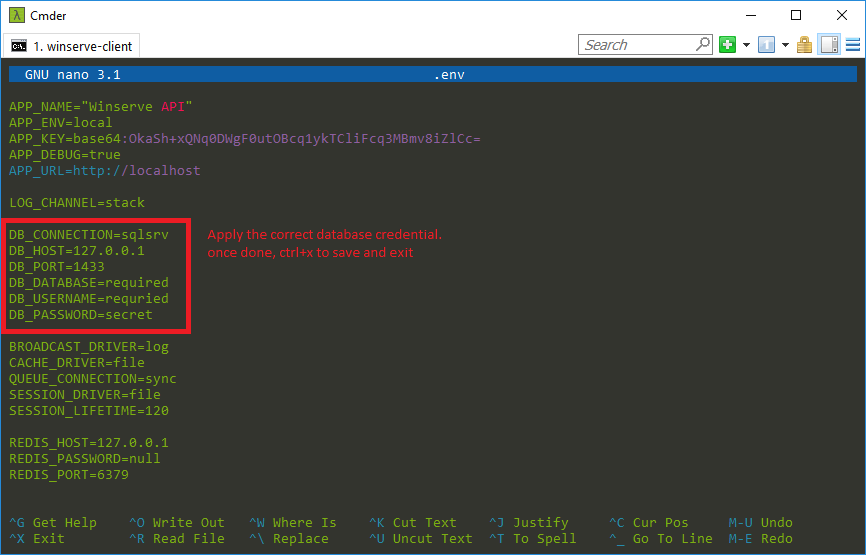 Cmder
1. winserve-client
Search
GNU nano 3.1 .env
APP_NAME="Winserve API"
APP_ENV=local
APP_KEY=base64:OkaSh+xQNq0DWgF0utOBcq1ykTCliFcq3MBmv8iZlCc=
APP_DEBUG=true
APP_URL=http://localhost
LOG_CHANNEL=stack
DB_CONNECTION=sqlsrv
DB_HOST=127.0.0.1
DB_PORT=1433
DB_DATABASE=required
DB_USERNAME=requried
DB_PASSWORD=secret
Apply the correct database credential.
once done, ctrl+x to save and exit
BROADCAST_DRIVER=log
CACHE_DRIVER=file
QUEUE_CONNECTION=sync
SESSION_DRIVER=file
SESSION_LIFETIME=120
REDIS_HOST=127.0.0.1
REDIS_PASSWORD=null
REDIS_PORT=6379
^G Get Help ^O Write Out ^W Where Is ^K Cut Text ^J Justify ^C Cur Pos M-U Undo
^X Exit ^R Read File ^\ Replace ^U Uncut Text ^T To Spell ^_ Go To Line M-E Redo